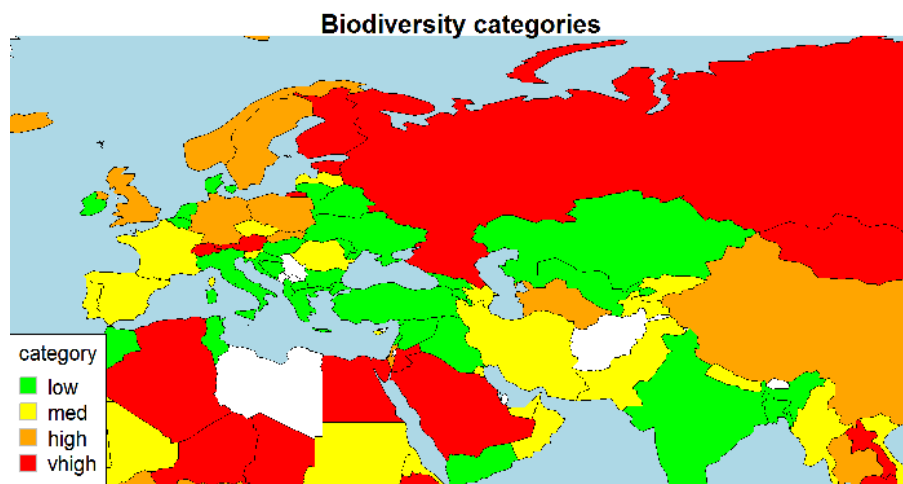 Biodiversity categories
category
low
med
high
vhigh